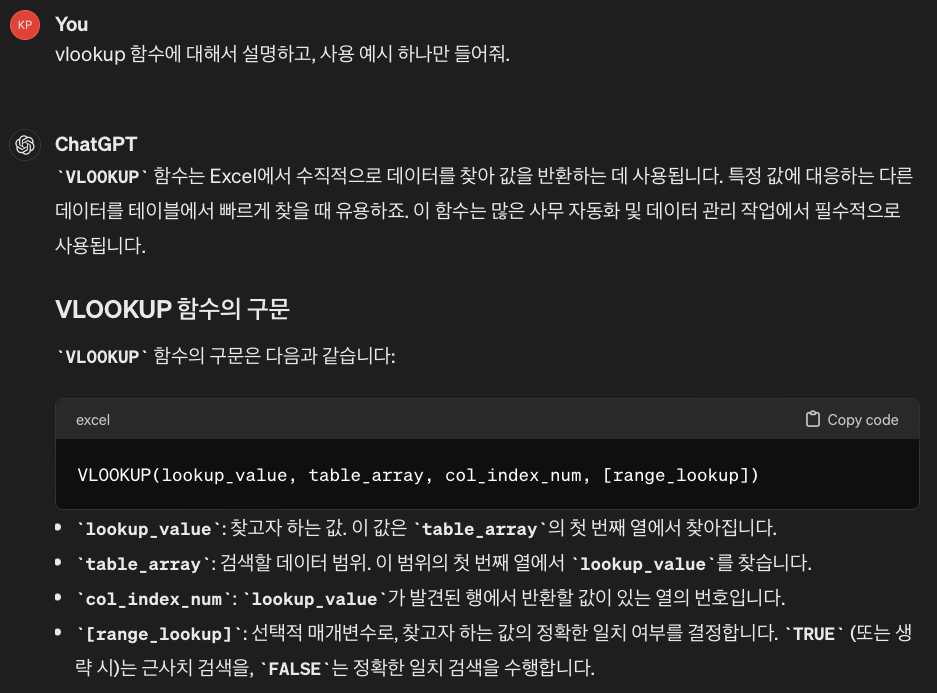 KP
You
vlookup 함수에 대해서 설명하고, 사용 예시 하나만 들어줘.
ChatGPT
`VLOOKUP` 함수는 Excel에서 수직적으로 데이터를 찾아 값을 반환하는 데 사용됩니다. 특정 값에 대응하는 다른
데이터를 테이블에서 빠르게 찾을 때 유용하죠. 이 함수는 많은 사무 자동화 및 데이터 관리 작업에서 필수적으로
사용됩니다.
VLOOKUP 함수의 구문
`VLOOKUP` 함수의 구문은 다음과 같습니다:
excel
Copy code
VLOOKUP(lookup_value, table_array, col_index_num, [range_lookup])
• `lookup_value`: 찾고자 하는 값. 이 값은 `table_array`의 첫 번째 열에서 찾아집니다.
• `table_array`: 검색할 데이터 범위. 이 범위의 첫 번째 열에서 `lookup_value`를 찾습니다.
• `col_index_num`: `lookup_value`가 발견된 행에서 반환할 값이 있는 열의 번호입니다.
• `[range_lookup]`: 선택적 매개변수로, 찾고자 하는 값의 정확한 일치 여부를 결정합니다. `TRUE` (또는 생
략 시)는 근사치 검색을, `FALSE`는 정확한 일치 검색을 수행합니다.